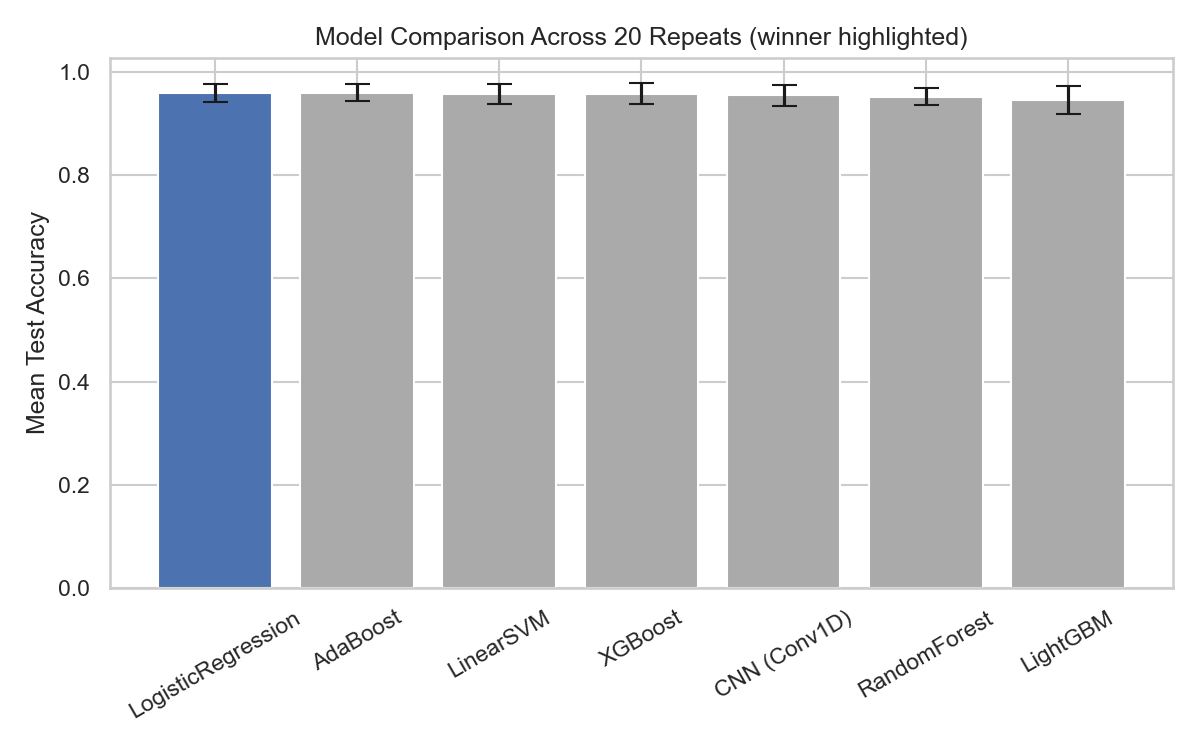 Model Comparison Across 20 Repeats (winner highlighted)
Mean Test Accuracy
1.0
0.8
0.6
0.4
0.2
0.0
LogisticRegression
AdaBoost
LinearSVM
XGBoost
CNN (Conv1D)
RandomForest
LightGBM